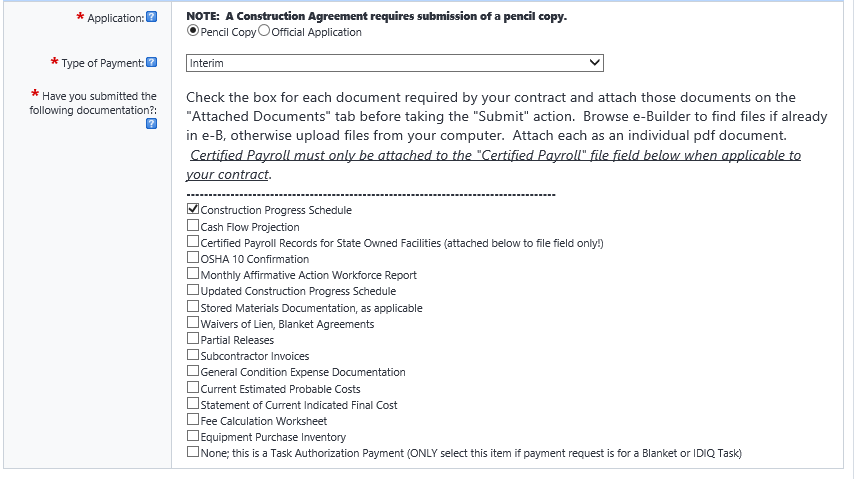 * Application: ?
NOTE:  A Construction Agreement requires submission of a pencil copy.
Pencil Copy Official Application
* Type of Payment: ?
Interim
* Have you submitted the
following documentation?:
?
Check the box for each document required by your contract and attach those documents on the
"Attached Documents" tab before taking the "Submit" action.  Browse e-Builder to find files if already
in e-B, otherwise upload files from your computer.  Attach each as an individual pdf document.
Certified Payroll must only be attached to the "Certified Payroll" file field below when applicable to
your contract.
------------------------------------------------------------------------------------
Construction Progress Schedule
Cash Flow Projection
Certified Payroll Records for State Owned Facilities (attached below to file field only!)
OSHA 10 Confirmation
Monthly Affirmative Action Workforce Report
Updated Construction Progress Schedule
Stored Materials Documentation, as applicable
Waivers of Lien, Blanket Agreements
Partial Releases
Subcontractor Invoices
General Condition Expense Documentation
Current Estimated Probable Costs
Statement of Current Indicated Final Cost
Fee Calculation Worksheet
Equipment Purchase Inventory
None; this is a Task Authorization Payment (ONLY select this item if payment request is for a Blanket or IDIQ Task)